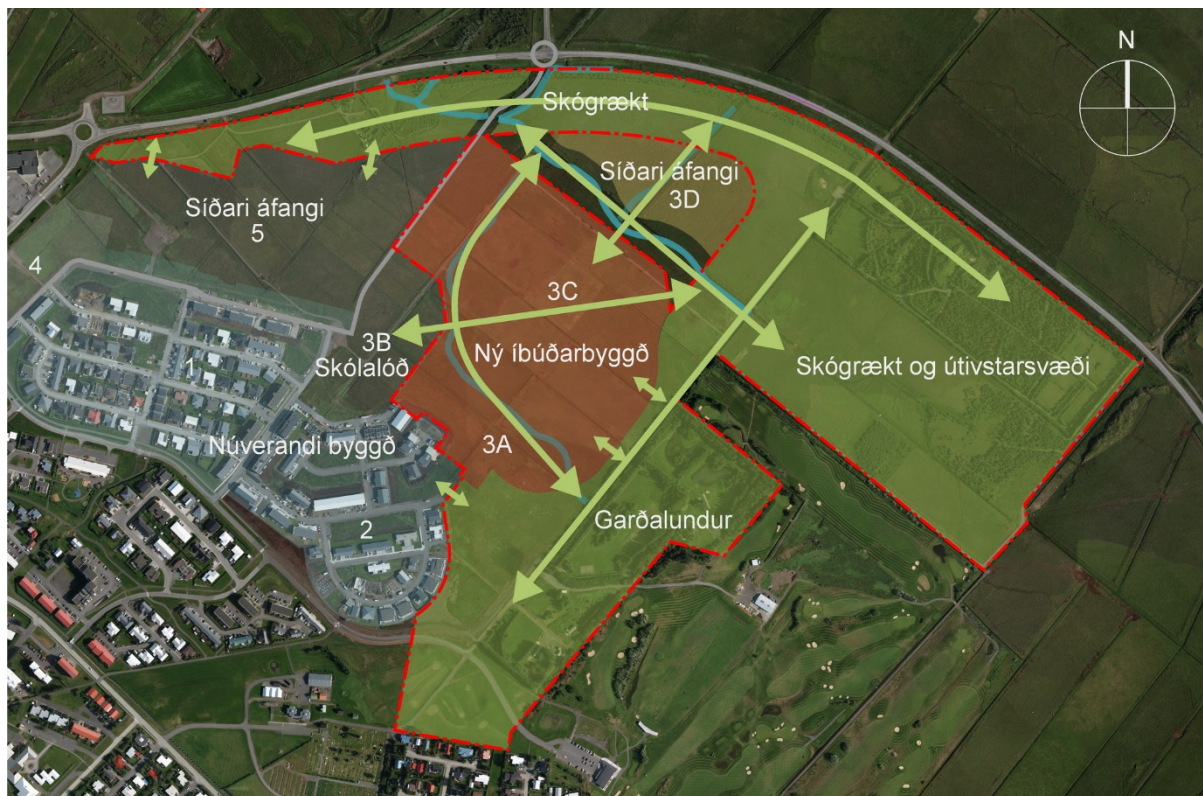 N
Skógrækt
Síðari áfangi
5
Síðari áfangi
3D
4
3C
3B
Skólalóð
1
Ný íbúðarbyggð
Skógrækt og útivstarsvæði
Núverandi byggð
3A
2
Garðalundur